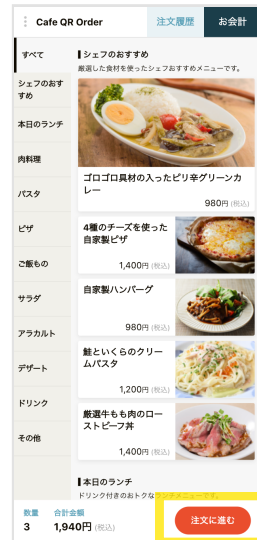 Cafe QR Order
注文履歴
お会計
すべて
シェフのおす
すめ
本日のランチ
肉料理
パスタ
ピザ
ご飯もの
サラダ
アラカルト
デザート
ドリンク
その他
シェフのおすすめ
厳選した食材を使ったシェフおすすめメニューです。
ゴロゴロ具材の入ったピリ辛グリーンカ
レー
980円 (税込)
4種のチーズを使った
自家製ピザ
1,400円 (税込)
自家製ハンバーグ
980円 (税込)
鮭といくらのクリー
ムパスタ
1,200円 (税込)
厳選牛もも肉のロー
ストビーフ丼
1,400円 (税込)
本日のランチ
ドリンク付きのおトクなランチメニューです。
数量
3
合計金額
1,940円 (税込)
注文に進む